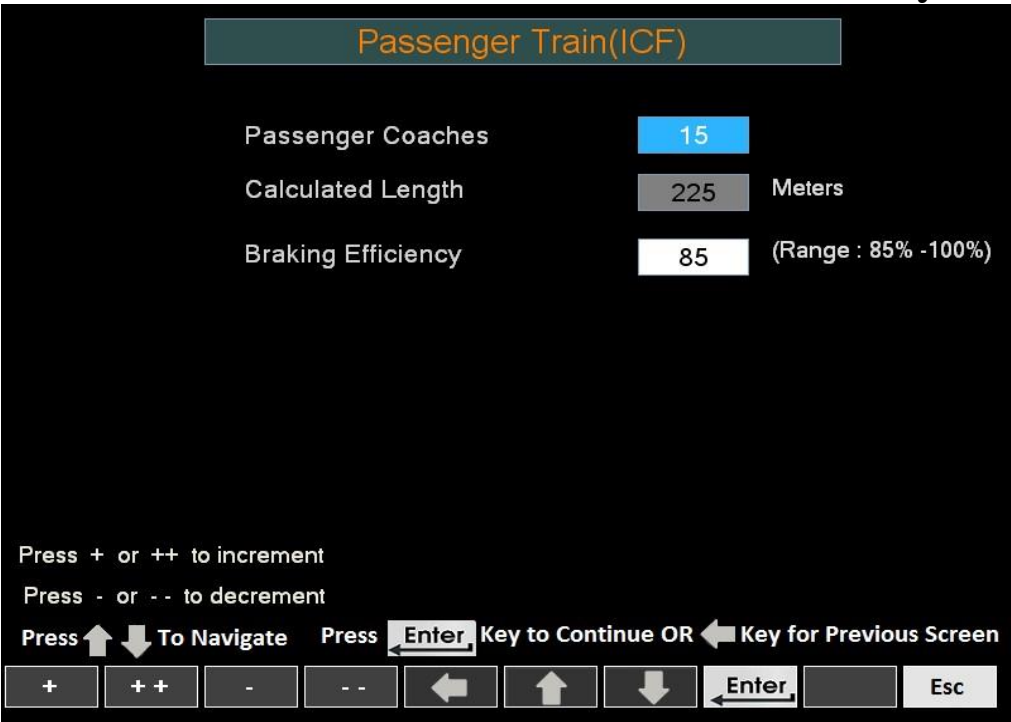 Passenger Train(ICF)
Passenger Coaches 15
Calculated Length 225 Meters
Braking Efficiency 85 (Range : 85% -100%)
Press + or ++ to increment
Press - or - - to decrement
Press To Navigate Press Enter Key to Continue OR Key for Previous Screen
+ + + - - - Enter Esc